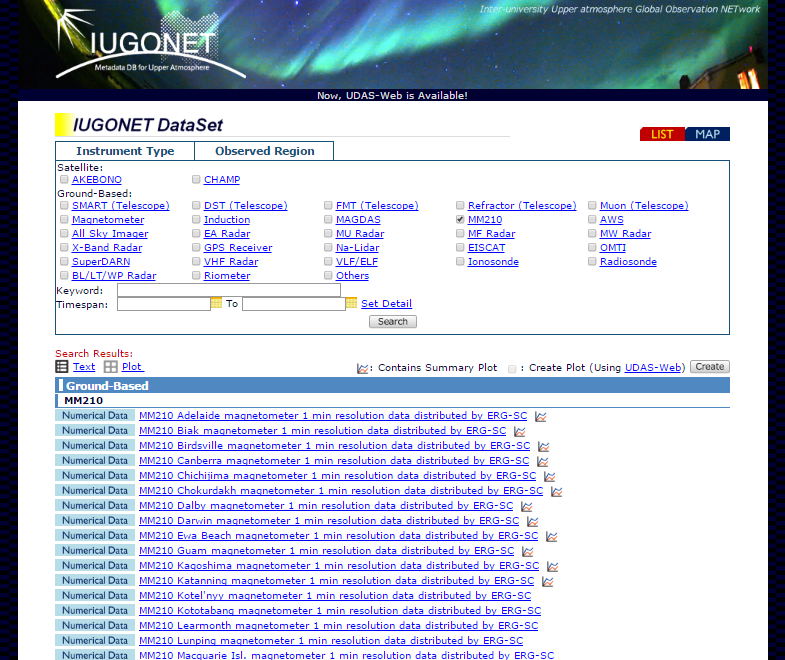 Inter-university Upper atmosphere Global Observation NETwork
IUGONET
Metadata DB for Upper Atmosphere
Now, UDAS-Web is Available!
IUGONET DataSet
LIST MAP
Instrument Type Observed Region
Satellite:
AKEBONO CHAMP
Ground-Based:
SMART (Telescope) DST (Telescope) FMT (Telescope) Refractor (Telescope) Muon (Telescope)
Magnetometer Induction MAGDAS MM210 AWS
All Sky Imager EA Radar MU Radar MF Radar MW Radar
X-Band Radar GPS Receiver Na-Lidar EISCAT OMTI
SuperDARN VHF Radar VLF/ELF Ionosonde Radiosonde
BL/LT/WP Radar Riometer Others
Keyword:
Timespan: To Set Detail
Search
Search Results:
Text Plot : Contains Summary Plot : Create Plot (Using UDAS-Web) Create
Ground-Based
MM210
Numerical Data MM210 Adelaide magnetometer 1 min resolution data distributed by ERG-SC
Numerical Data MM210 Biak magnetometer 1 min resolution data distributed by ERG-SC
Numerical Data MM210 Birdsville magnetometer 1 min resolution data distributed by ERG-SC
Numerical Data MM210 Canberra magnetometer 1 min resolution data distributed by ERG-SC
Numerical Data MM210 Chichijima magnetometer 1 min resolution data distributed by ERG-SC
Numerical Data MM210 Chokurdakh magnetometer 1 min resolution data distributed by ERG-SC
Numerical Data MM210 Dalby magnetometer 1 min resolution data distributed by ERG-SC
Numerical Data MM210 Darwin magnetometer 1 min resolution data distributed by ERG-SC
Numerical Data MM210 Ewa Beach magnetometer 1 min resolution data distributed by ERG-SC
Numerical Data MM210 Guam magnetometer 1 min resolution data distributed by ERG-SC
Numerical Data MM210 Kagoshima magnetometer 1 min resolution data distributed by ERG-SC
Numerical Data MM210 Katanning magnetometer 1 min resolution data distributed by ERG-SC
Numerical Data MM210 Kotel'nyy magnetometer 1 min resolution data distributed by ERG-SC
Numerical Data MM210 Kototabang magnetometer 1 min resolution data distributed by ERG-SC
Numerical Data MM210 Learmonth magnetometer 1 min resolution data distributed by ERG-SC
Numerical Data MM210 Lunping magnetometer 1 min resolution data distributed by ERG-SC
Numerical Data MM210 Macquarie Isl. magnetometer 1 min resolution data distributed by ERG-SC